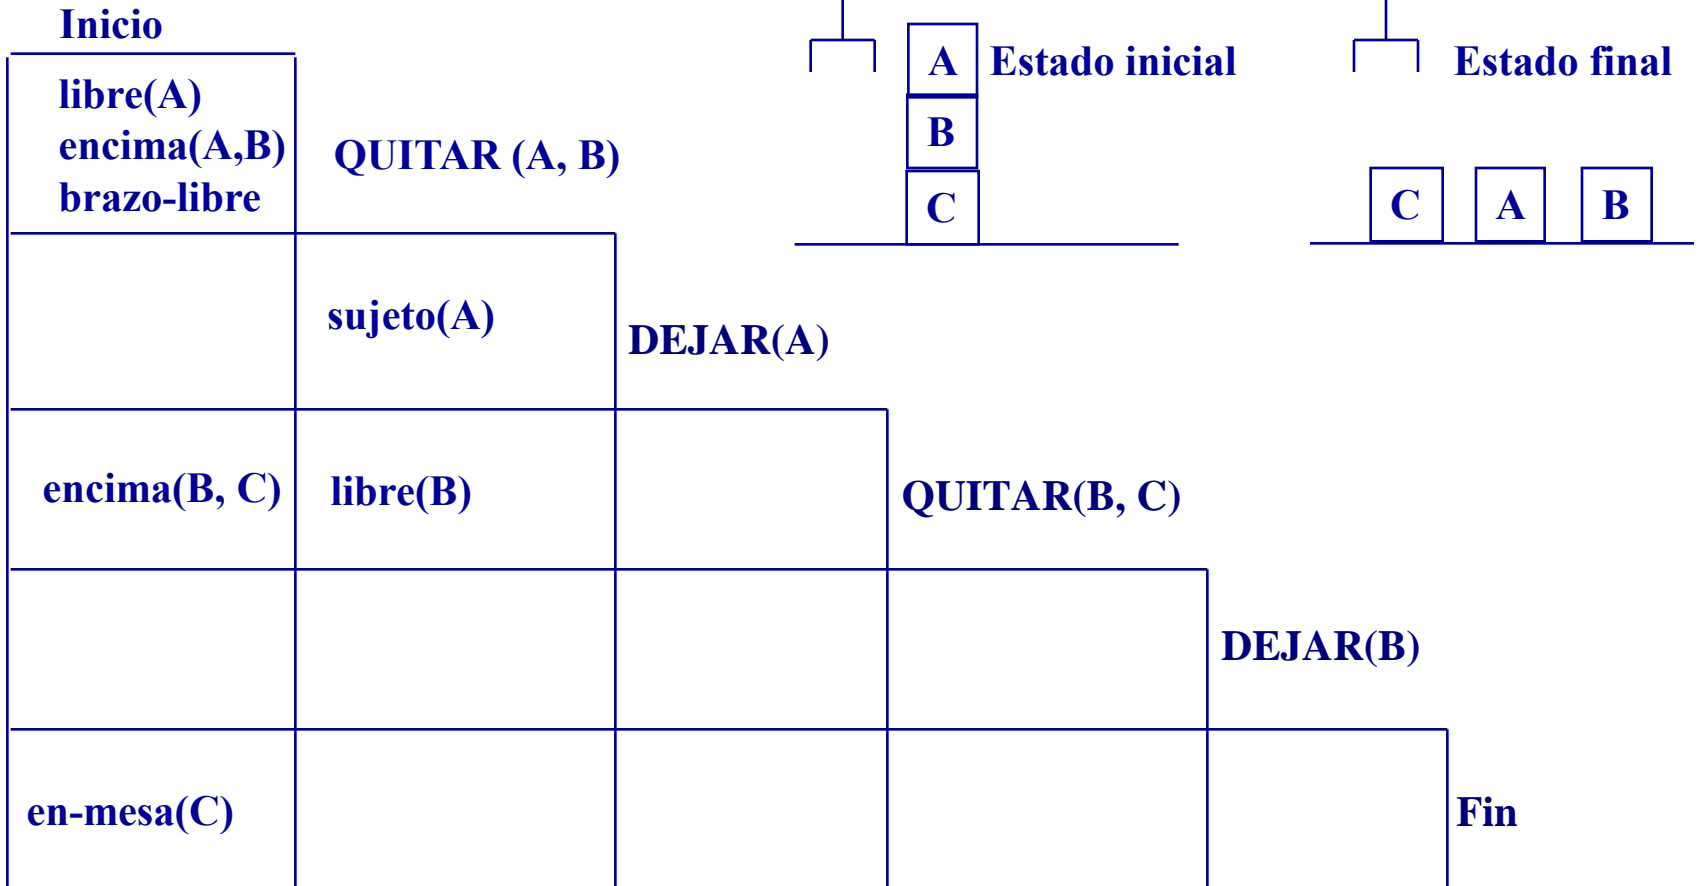 Inicio
libre(A)
encima(A,B)
brazo-libre
QUITAR (A, B)
A
Estado inicial
B
C
Estado final
C A B
sujeto(A)
DEJAR(A)
encima(B, C)
libre(B)
QUITAR(B, C)
DEJAR(B)
en-mesa(C)
Fin